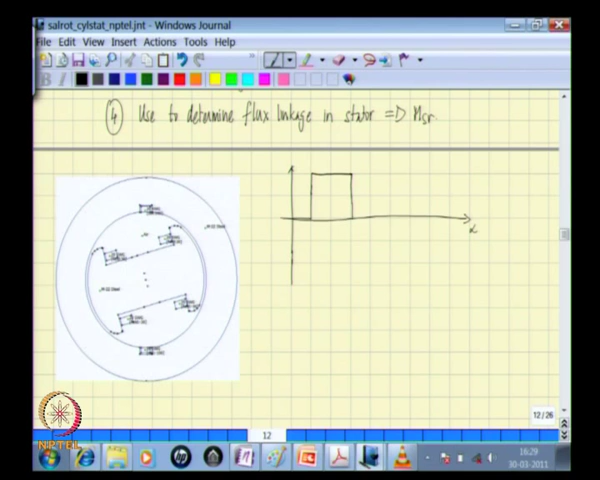 salrot_cylstat_nptel.jnt - Windows Journal
File Edit View Insert Actions Tools Help
④ Use to determine flux linkage in stator ⇒ Msr.
α
12/26
12
NPTEL
16:29
30-03-2011